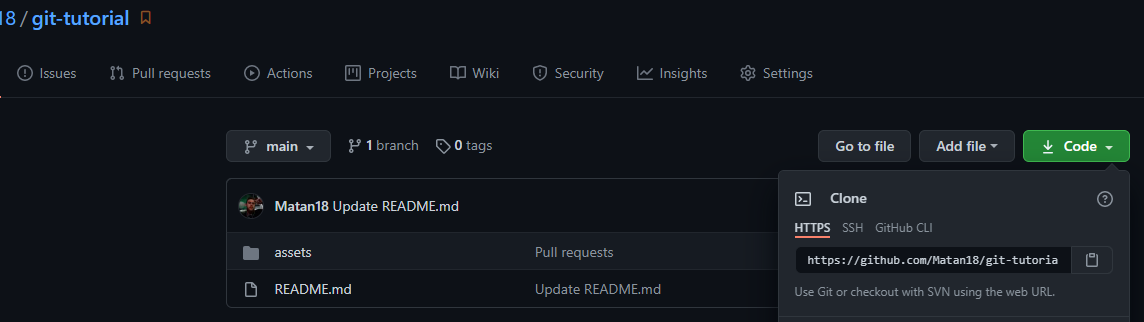 18 / git-tutorial
Issues Pull requests Actions Projects Wiki Security Insights Settings
main 1 branch 0 tags Go to file Add file Code
Matan18 Update README.md
assets Pull requests
README.md Update README.md
Clone
HTTPS SSH GitHub CLI
https://github.com/Matan18/git-tutoria
Use Git or checkout with SVN using the web URL.